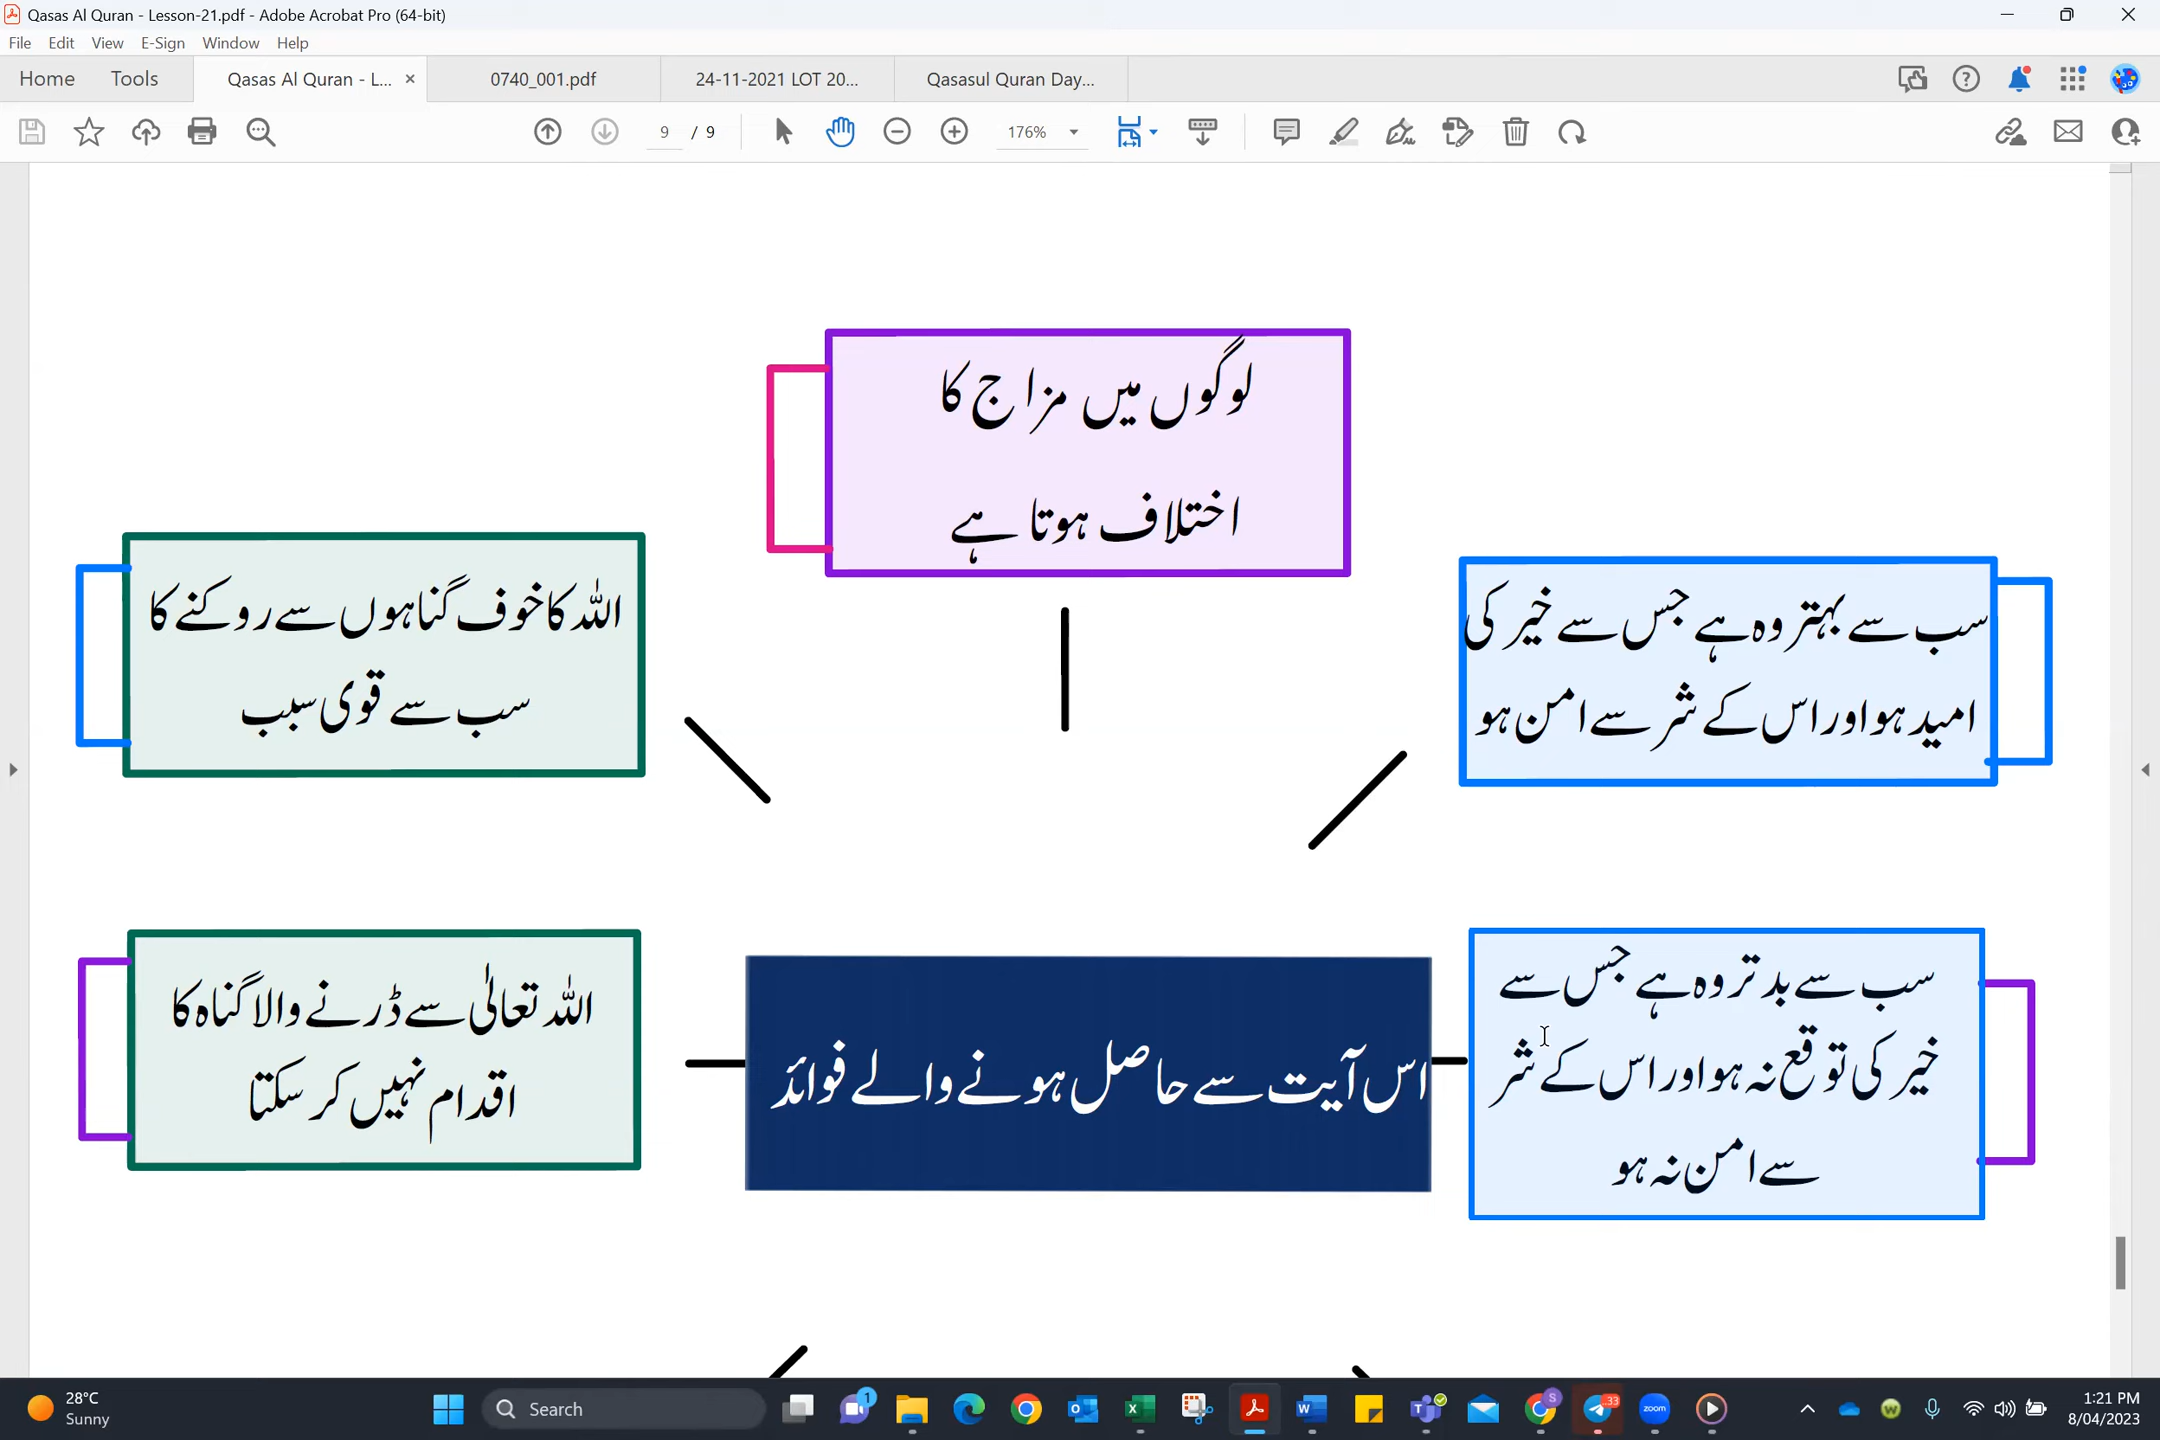 Qasas Al Quran - Lesson-21.pdf - Adobe Acrobat Pro (64-bit)
File Edit View E-Sign Window Help
Home Tools Qasas Al Quran - L... × 0740_001.pdf 24-11-2021 LOT 20... Qasasul Quran Day...
9 / 9 176%
لوگوں میں مزاج کا
اختلاف ہوتا ہے
سب سے بہتر وہ ہے جس سے خیر کی
امید ہو اور اس کے شر سے امن ہو
اللہ کا خوف گناہوں سے روکنے کا
سب سے قوی سبب
سب سے بدتر وہ ہے جس سے
خیر کی توقع نہ ہو اور اس کے شر
سے امن نہ ہو
اس آیت سے حاصل ہونے والے فوائد
اللہ تعالیٰ سے ڈرنے والا گناہ کا
اقدام نہیں کر سکتا
28°C
Sunny
Search
1
S
33
zoom
1:21 PM
8/04/2023